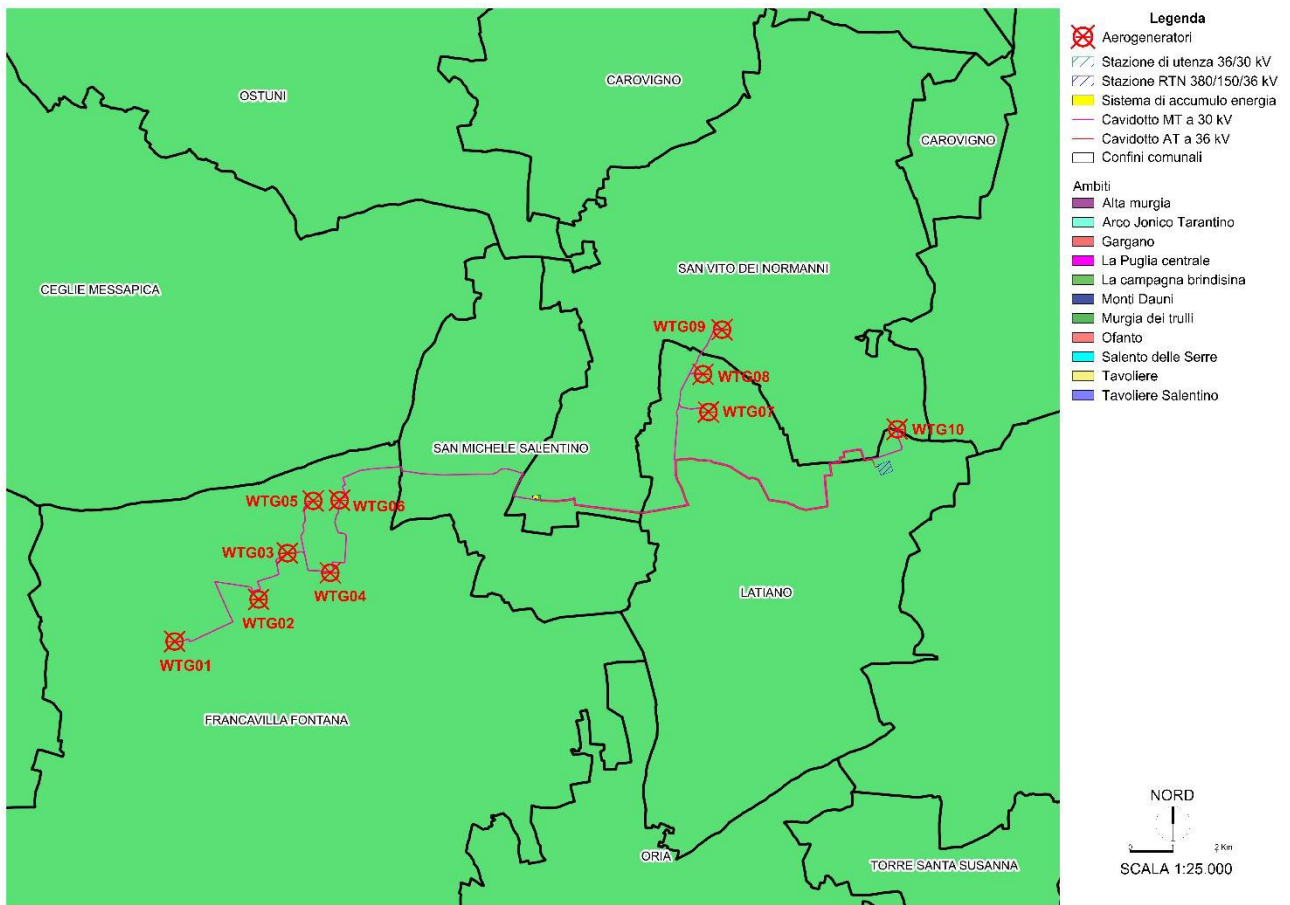 OSTUNI
CAROVIGNO
CAROVIGNO
CEGLIE MESSAPICA
SAN VITO DEI NORMANNI
WTG09
WTG08
WTG07
WTG10
SAN MICHELE SALENTINO
WTG05
WTG06
WTG03
WTG04
WTG02
WTG01
LATIANO
FRANCAVILLA FONTANA
ORIA
TORRE SANTA SUSANNA
Legenda
Aerogeneratori
Stazione di utenza 36/30 kV
Stazione RTN 380/150/36 kV
Sistema di accumulo energia
Cavidotto MT a 30 kV
Cavidotto AT a 36 kV
Confini comunali
Ambiti
Alta murgia
Arco Jonico Tarantino
Gargano
La Puglia centrale
La campagna brindisina
Monti Dauni
Murgia dei trulli
Ofanto
Salento delle Serre
Tavoliere
Tavoliere Salentino
NORD
0 1 2 Km
SCALA 1:25.000